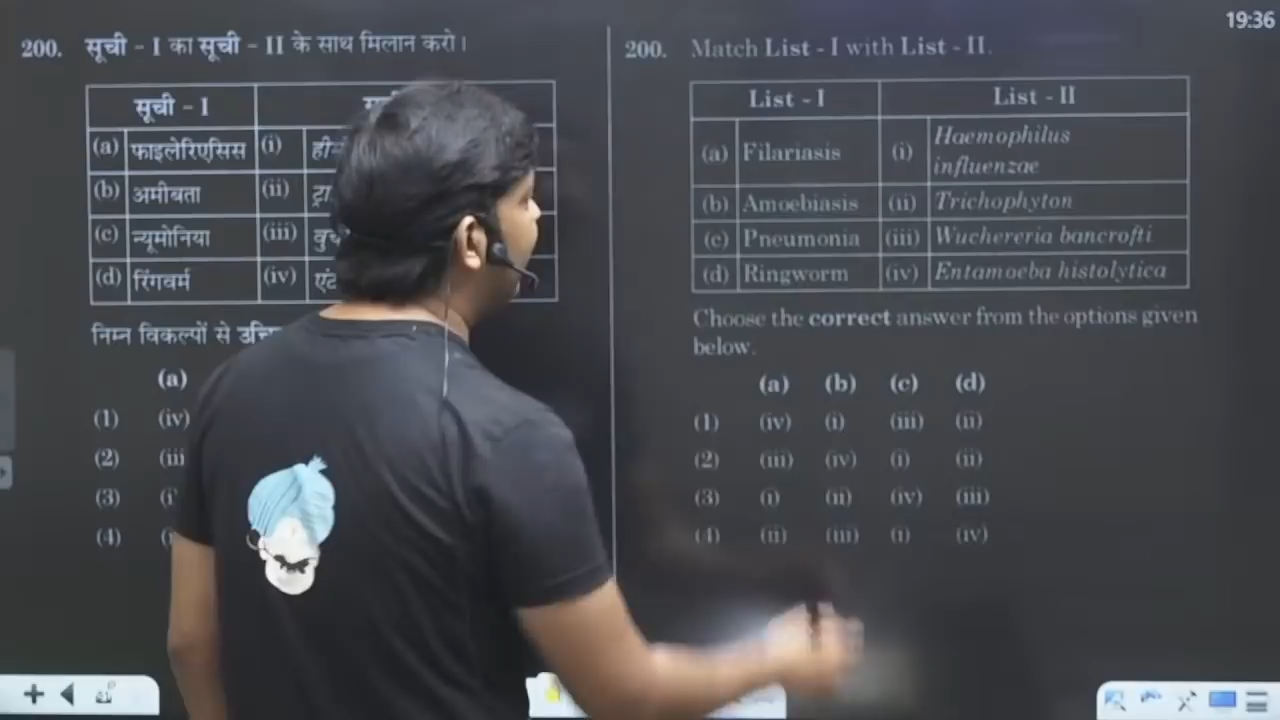 19:36
200. सूची - I का सूची - II के साथ मिलान करो।
सूची - I
(a) फाइलेरिएसिस (i)
(b) अमीबता (ii)
(c) न्यूमोनिया (iii)
(d) रिंगवर्म (iv)
निम्न विकल्पों से
(a)
(1) (iv)
(2)
(3)
(4)
200. Match List - I with List - II.
List - I List - II
(a) Filariasis (i) Haemophilus
influenzae
(b) Amoebiasis (ii) Trichophyton
(c) Pneumonia (iii) Wuchereria bancrofti
(d) Ringworm (iv) Entamoeba histolytica
Choose the correct answer from the options given
below.
(a) (b) (c) (d)
(1) (iv) (i) (iii) (ii)
(2) (iii) (iv) (i) (ii)
(3) (i) (ii) (iv) (iii)
(4) (ii) (iii) (i) (iv)